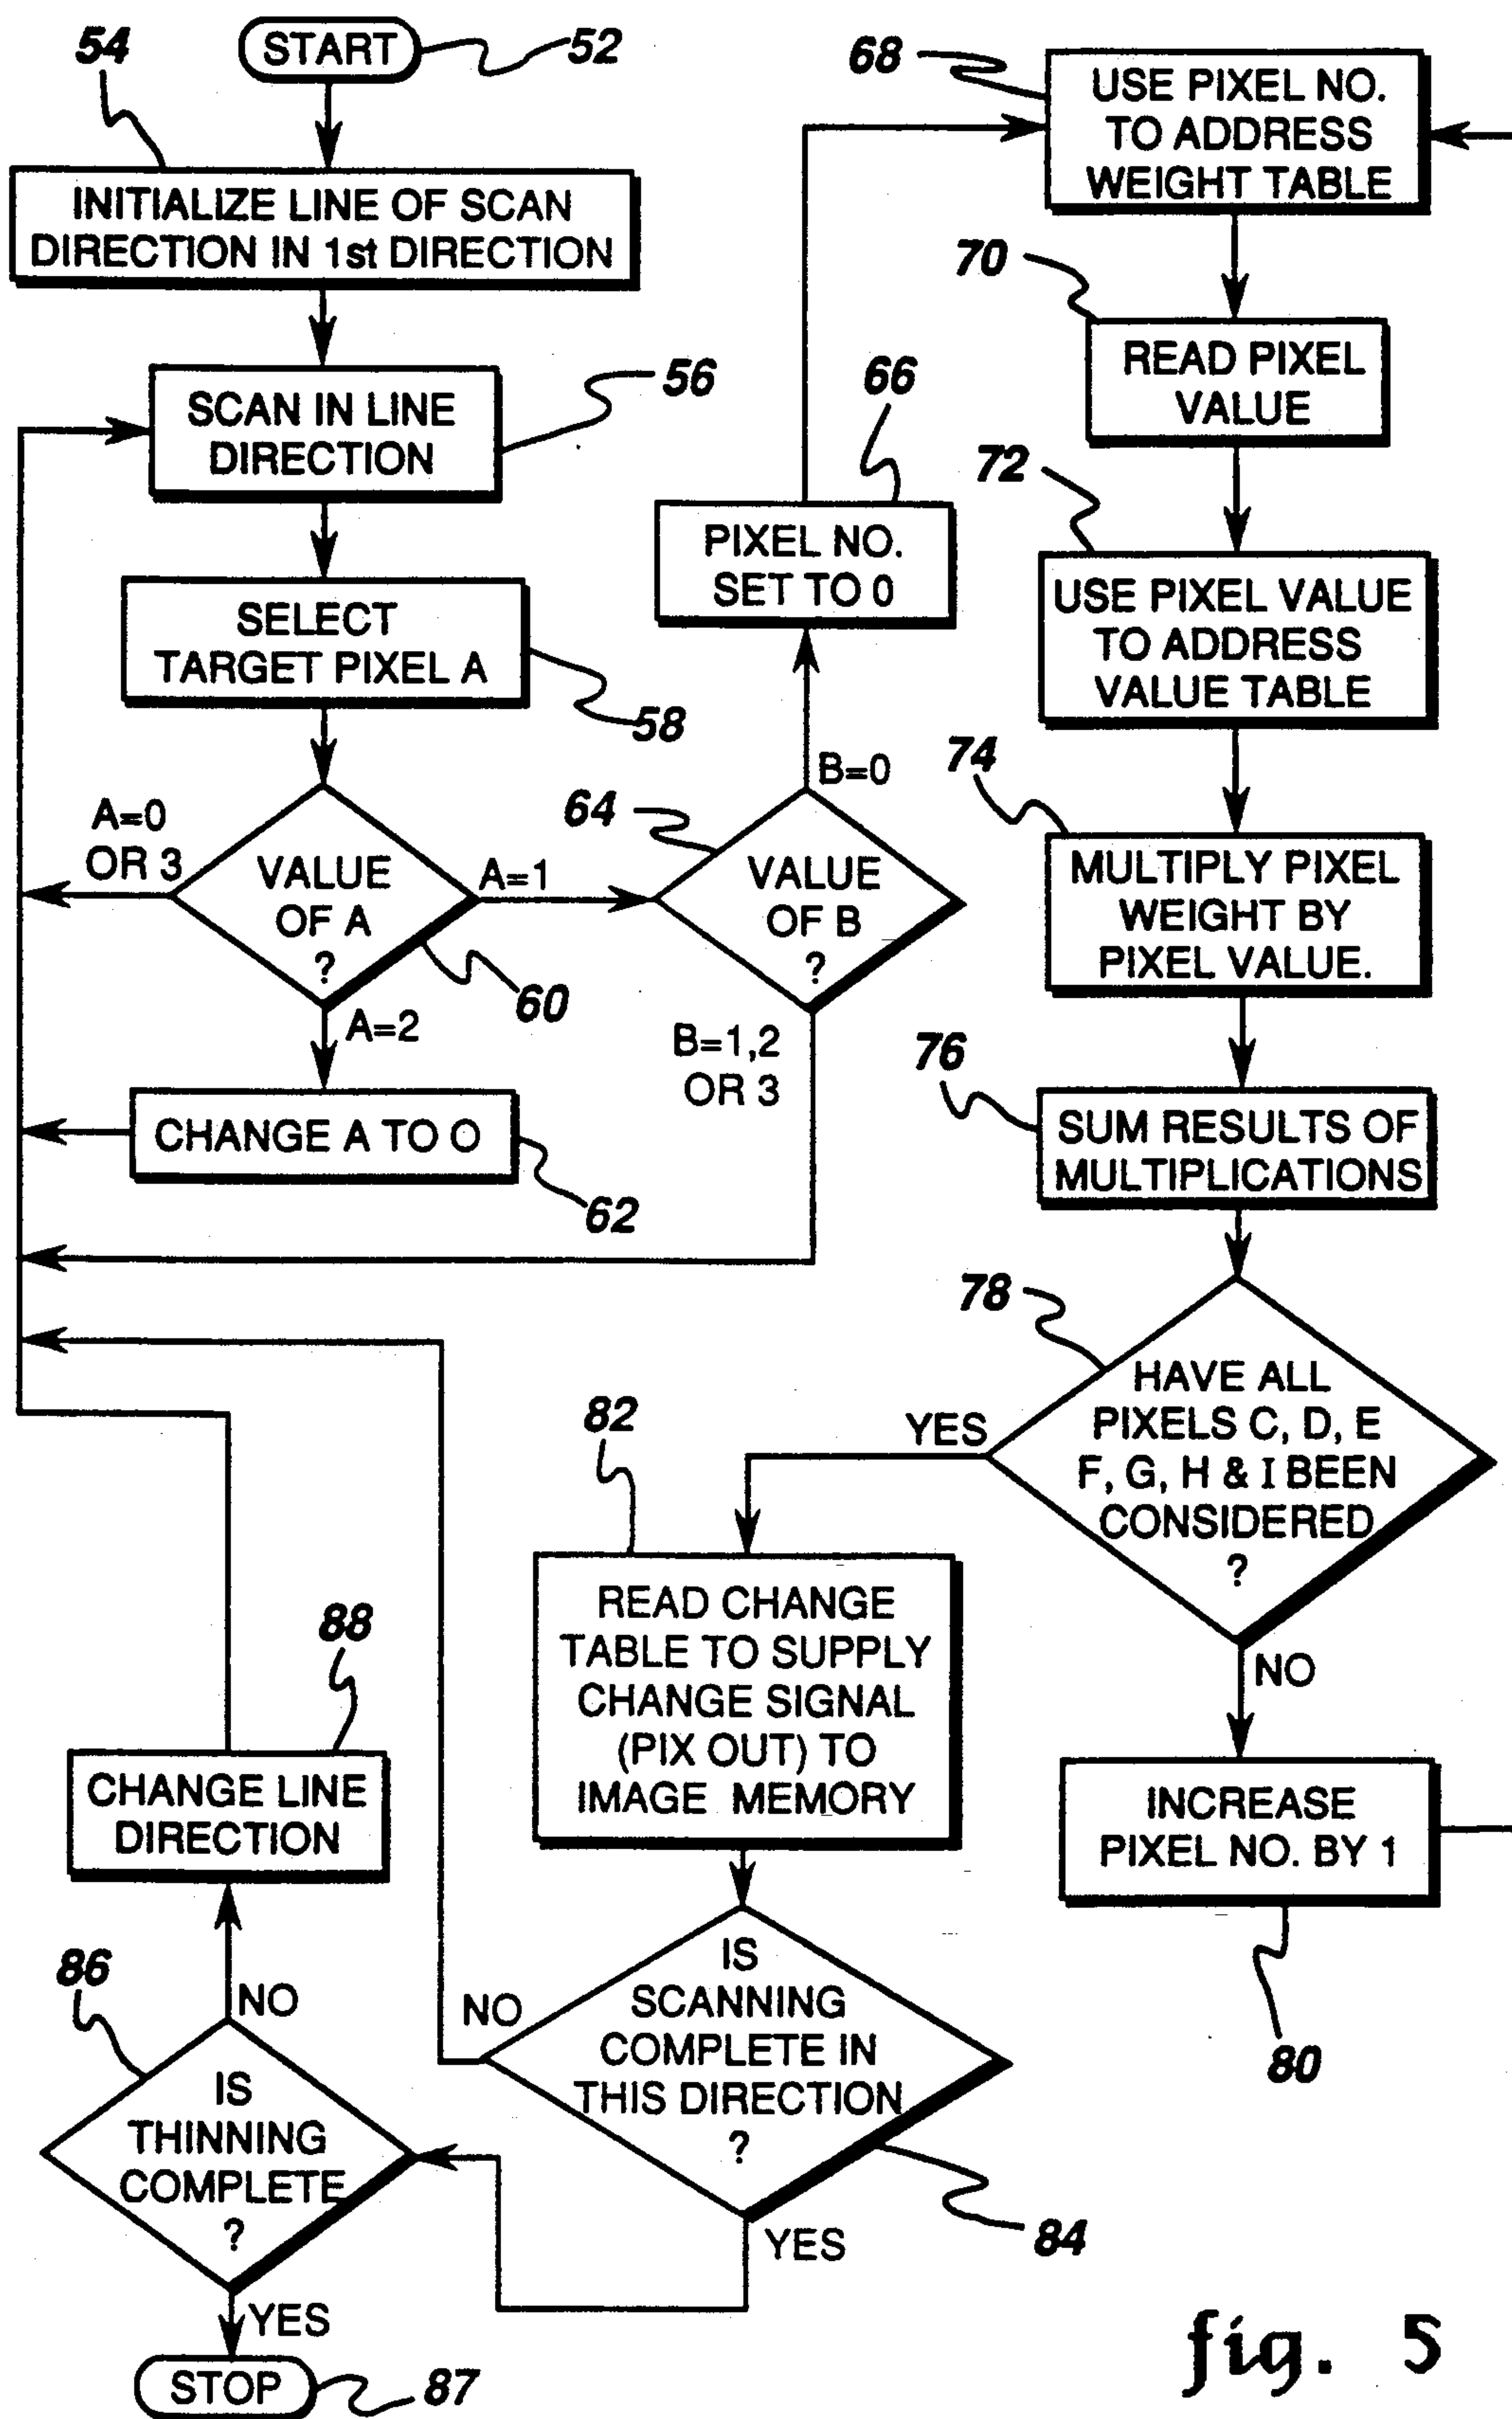 54
START
52
INITIALIZE LINE OF SCAN
DIRECTION IN 1st DIRECTION
SCAN IN LINE
DIRECTION
56
SELECT
TARGET PIXEL A
58
A=0
OR 3
VALUE
OF A
?
60
A=1
A=2
CHANGE A TO O
62
64
VALUE
OF B
?
B=0
B=1,2
OR 3
66
PIXEL NO.
SET TO 0
68
USE PIXEL NO.
TO ADDRESS
WEIGHT TABLE
70
READ PIXEL
VALUE
72
USE PIXEL VALUE
TO ADDRESS
VALUE TABLE
74
MULTIPLY PIXEL
WEIGHT BY
PIXEL VALUE.
76
SUM RESULTS OF
MULTIPLICATIONS
78
HAVE ALL
PIXELS C, D, E
F, G, H & I BEEN
CONSIDERED
?
YES
NO
INCREASE
PIXEL NO. BY 1
80
82
READ CHANGE
TABLE TO SUPPLY
CHANGE SIGNAL
(PIX OUT) TO
IMAGE MEMORY
IS
SCANNING
COMPLETE IN
THIS DIRECTION
?
NO
YES
84
88
CHANGE LINE
DIRECTION
86
NO
IS
THINNING
COMPLETE
?
YES
STOP
87
fig. 5